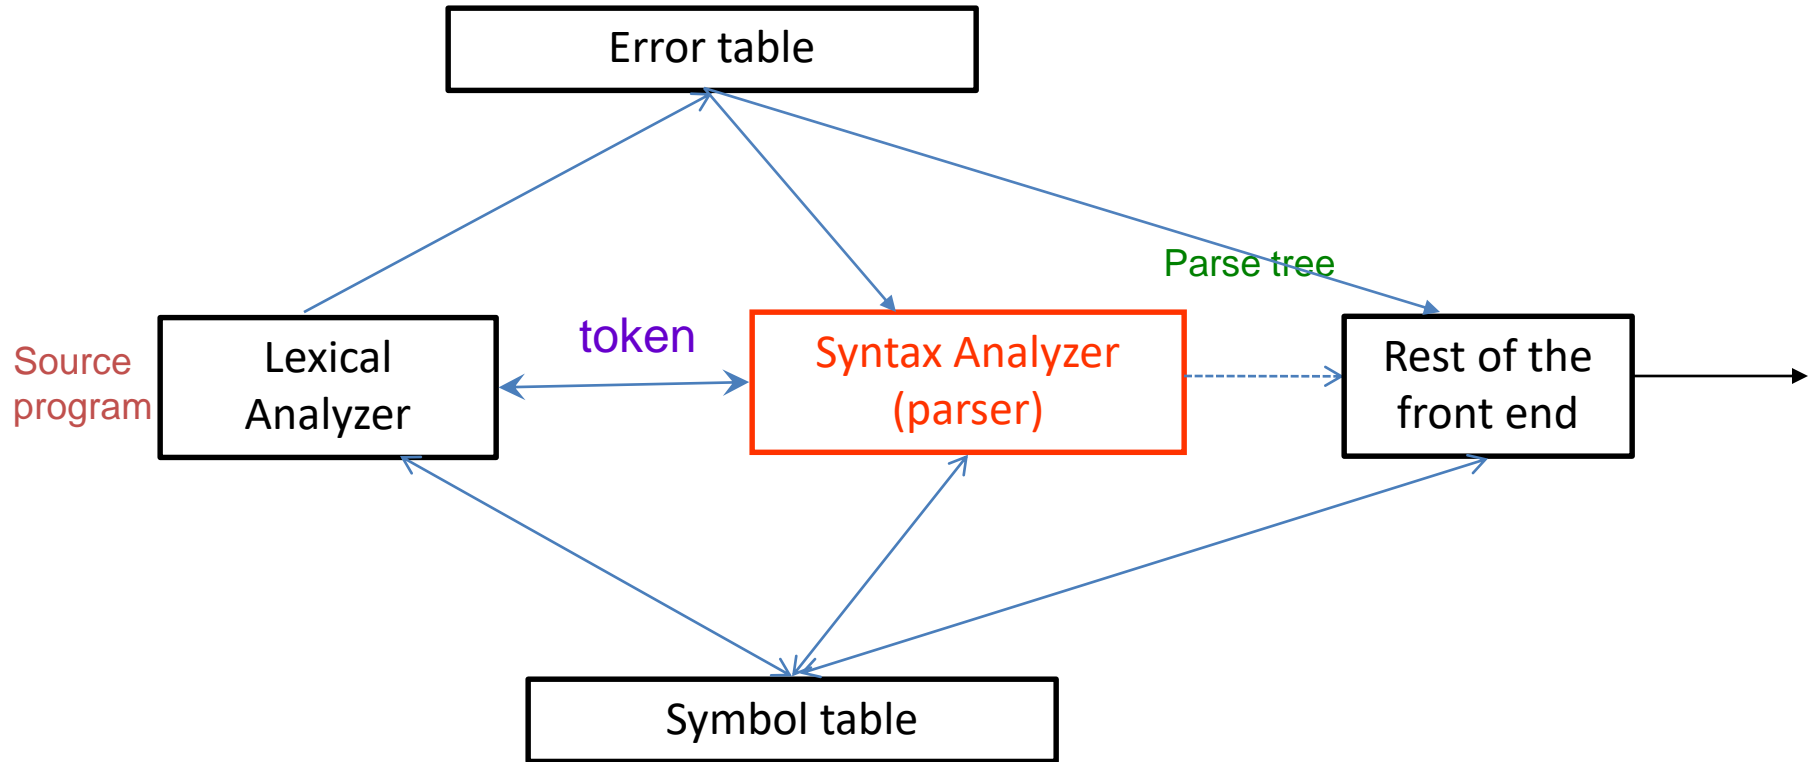 Error table
Parse tree
Source
program
Lexical
Analyzer
token
Syntax Analyzer
(parser)
Rest of the
front end
Symbol table